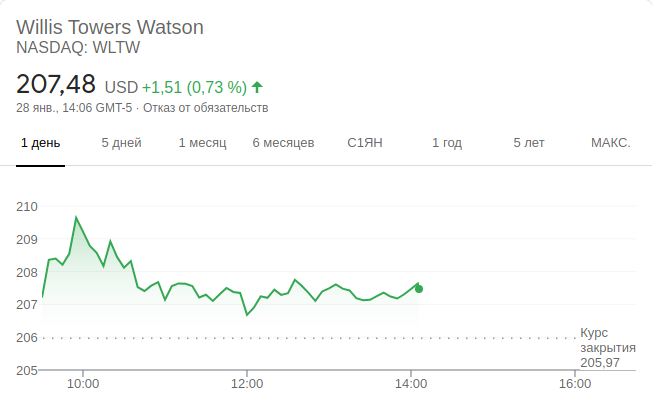 Willis Towers Watson
NASDAQ: WLTW
207,48 USD +1,51 (0,73 %)
28 янв., 14:06 GMT-5 · Отказ от обязательств
1 день 5 дней 1 месяц 6 месяцев С1ЯН 1 год 5 лет МАКС.
210
209
208
207
206
205
Курс
закрытия
205,97
10:00 12:00 14:00 16:00